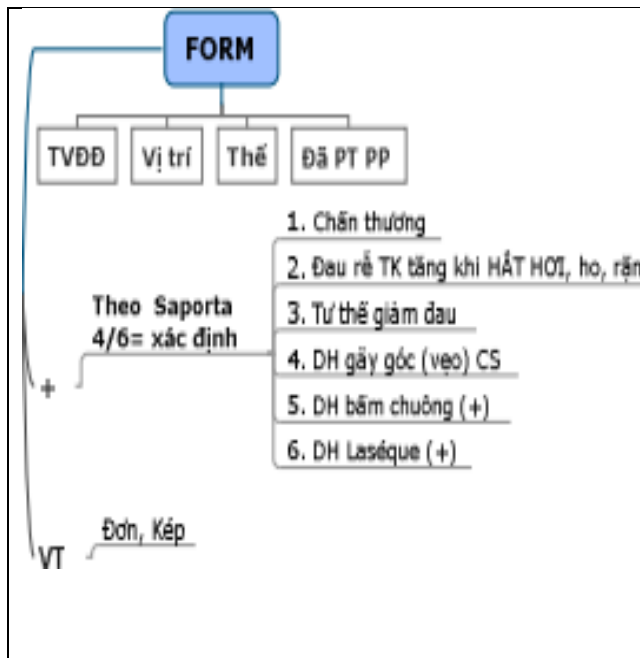 FORM
TVĐĐ
Vị trí
Thể
Đã PT PP
1. Chấn thương
2. Đau rễ TK tăng khi HẮT HƠI, ho, rặn
3. Tư thế giảm đau
4. DH gãy góc (vẹo) CS
5. DH bấm chuông (+)
6. DH Laséque (+)
Theo Saporta
4/6= xác định
+
Đơn, Kép
VT